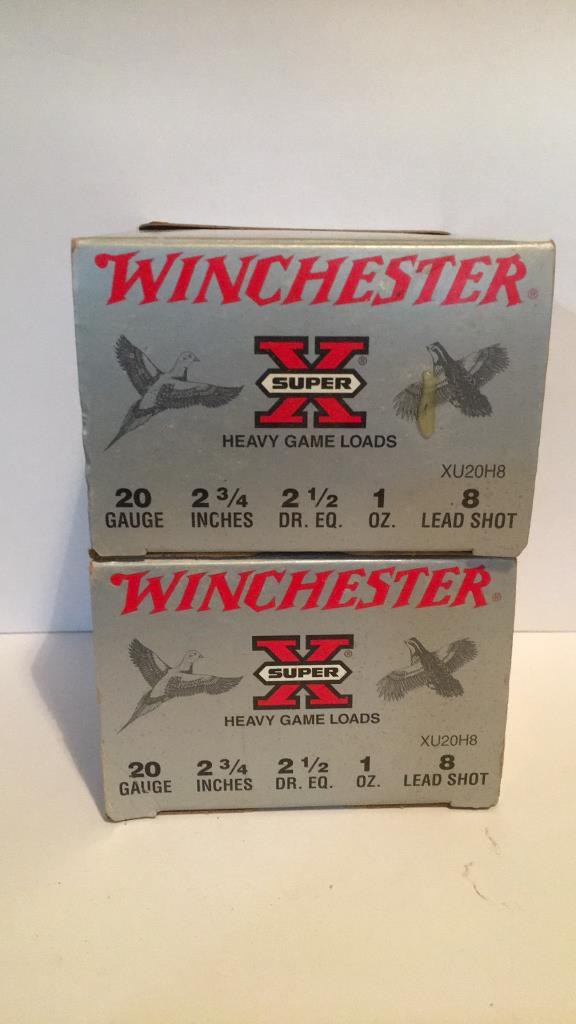 WINCHESTER®
X®
SUPER
HEAVY GAME LOADS
XU20H8
20 2 3/4 2 1/2 1 8
GAUGE INCHES DR. EQ. OZ. LEAD SHOT
WINCHESTER®
X®
SUPER
HEAVY GAME LOADS
XU20H8
20 2 3/4 2 1/2 1 8
GAUGE INCHES DR. EQ. OZ. LEAD SHOT